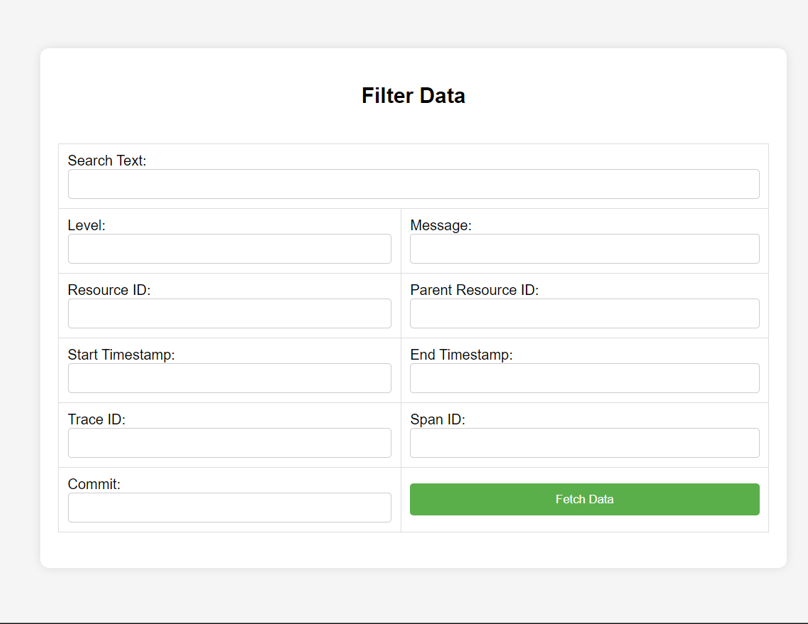 Filter Data
Search Text:
Level:
Message:
Resource ID:
Parent Resource ID:
Start Timestamp:
End Timestamp:
Trace ID:
Span ID:
Commit:
Fetch Data